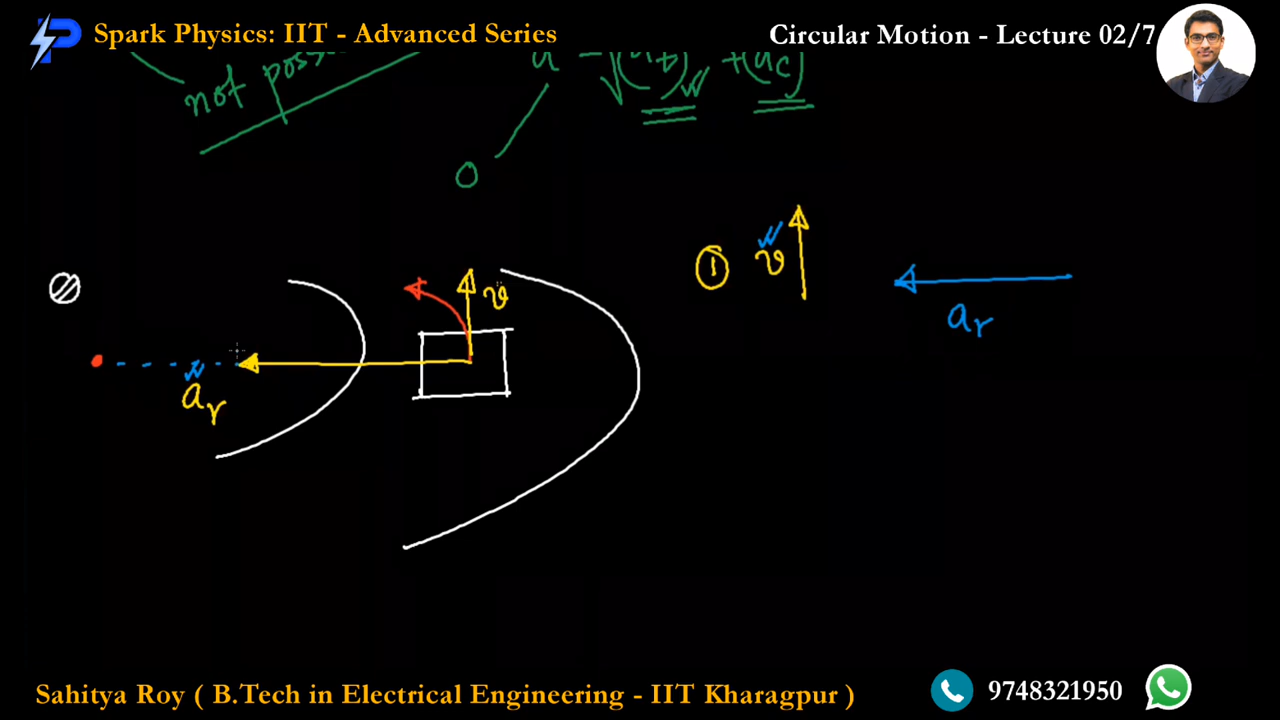 Spark Physics: IIT - Advanced Series
Circular Motion - Lecture 02/7
not poss
0
① v
v
a_r
a_r
Sahitya Roy ( B.Tech in Electrical Engineering - IIT Kharagpur )
9748321950